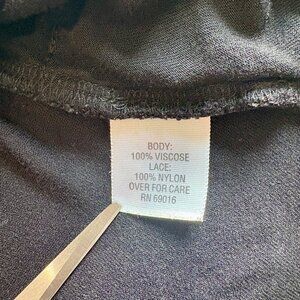 BODY:
100% VISCOSE
LACE:
100% NYLON
OVER FOR CARE
RN 69016